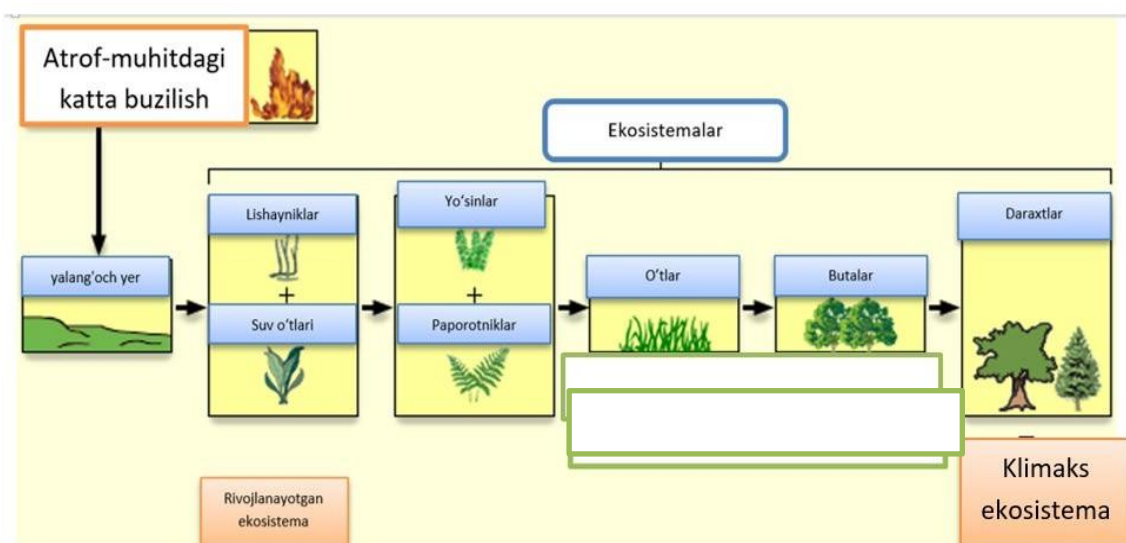 Atrof-muhitdagi
katta buzilish
Ekosistemalar
Lishayniklar
Yo‘sinlar
Daraxtlar
yalang'och yer
+
+
O‘tlar
Butalar
Suv o‘tlari
Paporotniklar
Rivojlanayotgan
ekosistema
Klimaks
ekosistema